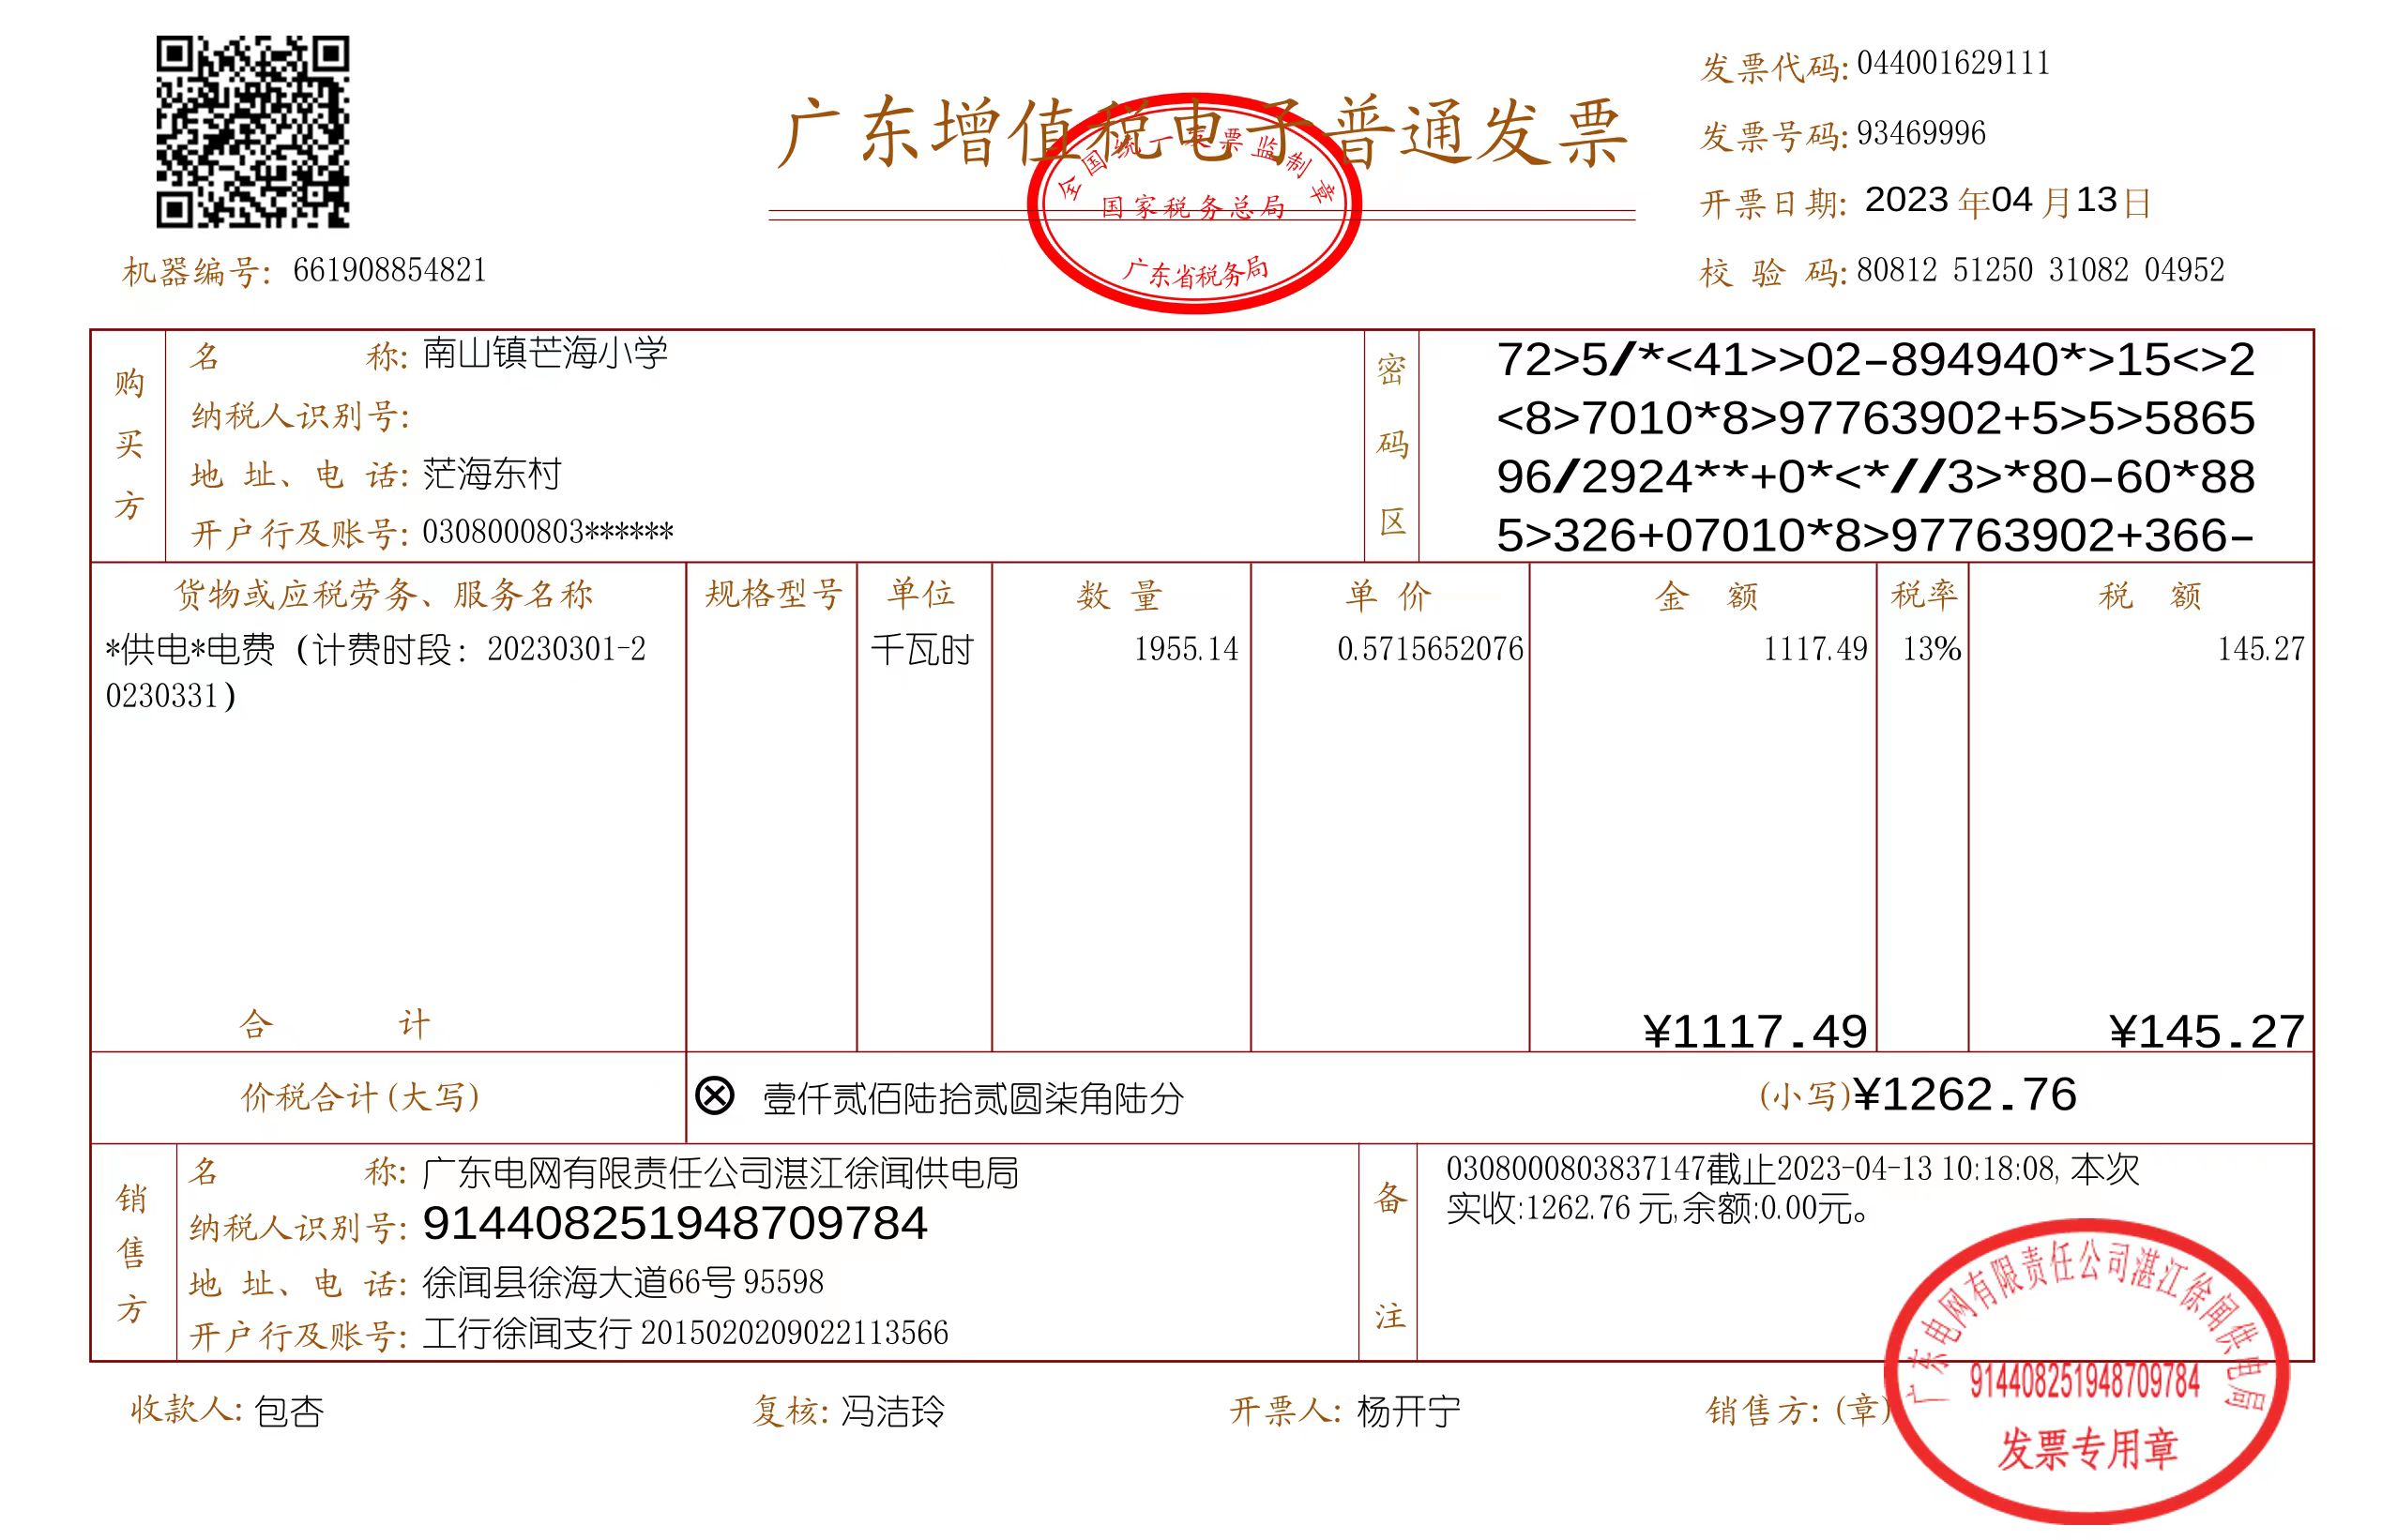 广东增值税电子普通发票
全国统一发票监制章
国家税务总局
广东省税务局
机器编号: 661908854821
发票代码: 044001629111
发票号码: 93469996
开票日期: 2023 年04 月13日
校 验 码: 80812 51250 31082 04952
购买方
名 称: 南山镇芒海小学
纳税人识别号:
地 址、电 话: 茫海东村
开户行及账号: 0308000803******
密码区
72>5/*<41>>02-894940*>15<>2
<8>7010*8>97763902+5>5>5865
96/2924**+0*<*//3>*80-60*88
5>326+07010*8>97763902+366-
货物或应税劳务、服务名称 规格型号 单位 数 量 单 价 金 额 税率 税 额
*供电*电费（计费时段：20230301-2 千瓦时 1955.14 0.5715652076 1117.49 13% 145.27
0230331）
合 计 ¥1117.49 ¥145.27
价税合计(大写) ⊗ 壹仟贰佰陆拾贰圆柒角陆分 (小写)¥1262.76
销售方
名 称: 广东电网有限责任公司湛江徐闻供电局
纳税人识别号: 914408251948709784
地 址、电 话: 徐闻县徐海大道66号 95598
开户行及账号: 工行徐闻支行 2015020209022113566
备注
0308000803837147截止2023-04-13 10:18:08, 本次
实收:1262.76 元,余额:0.00元。
收款人: 包杏 复核: 冯洁玲 开票人: 杨开宁 销售方: (章)
广东电网有限责任公司湛江徐闻供电局
914408251948709784
发票专用章